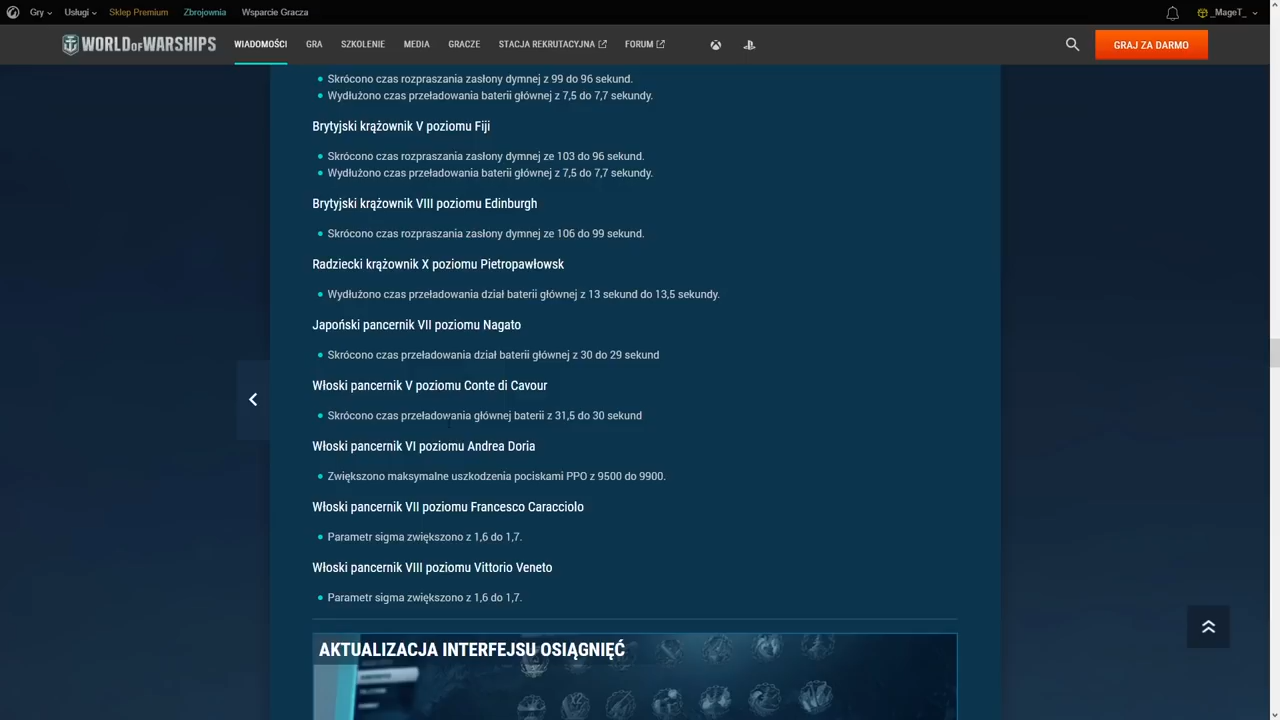 Gry Usługi Sklep Premium Zbrojownia Wsparcie Gracza _MageT_
WORLD OF WARSHIPS WIADOMOŚCI GRA SZKOLENIE MEDIA GRACZE STACJA REKRUTACYJNA FORUM GRAJ ZA DARMO
Skrócono czas rozpraszania zasłony dymnej z 99 do 96 sekund.
Wydłużono czas przeładowania baterii głównej z 7,5 do 7,7 sekundy.
Brytyjski krążownik V poziomu Fiji
Skrócono czas rozpraszania zasłony dymnej ze 103 do 96 sekund.
Wydłużono czas przeładowania baterii głównej z 7,5 do 7,7 sekundy.
Brytyjski krążownik VIII poziomu Edinburgh
Skrócono czas rozpraszania zasłony dymnej ze 106 do 99 sekund.
Radziecki krążownik X poziomu Pietropawłowsk
Wydłużono czas przeładowania dział baterii głównej z 13 sekund do 13,5 sekundy.
Japoński pancernik VII poziomu Nagato
Skrócono czas przeładowania dział baterii głównej z 30 do 29 sekund
Włoski pancernik V poziomu Conte di Cavour
Skrócono czas przeładowania głównej baterii z 31,5 do 30 sekund
Włoski pancernik VI poziomu Andrea Doria
Zwiększono maksymalne uszkodzenia pociskami PPO z 9500 do 9900.
Włoski pancernik VII poziomu Francesco Caracciolo
Parametr sigma zwiększono z 1,6 do 1,7.
Włoski pancernik VIII poziomu Vittorio Veneto
Parametr sigma zwiększono z 1,6 do 1,7.
AKTUALIZACJA INTERFEJSU OSIĄGNIĘĆ